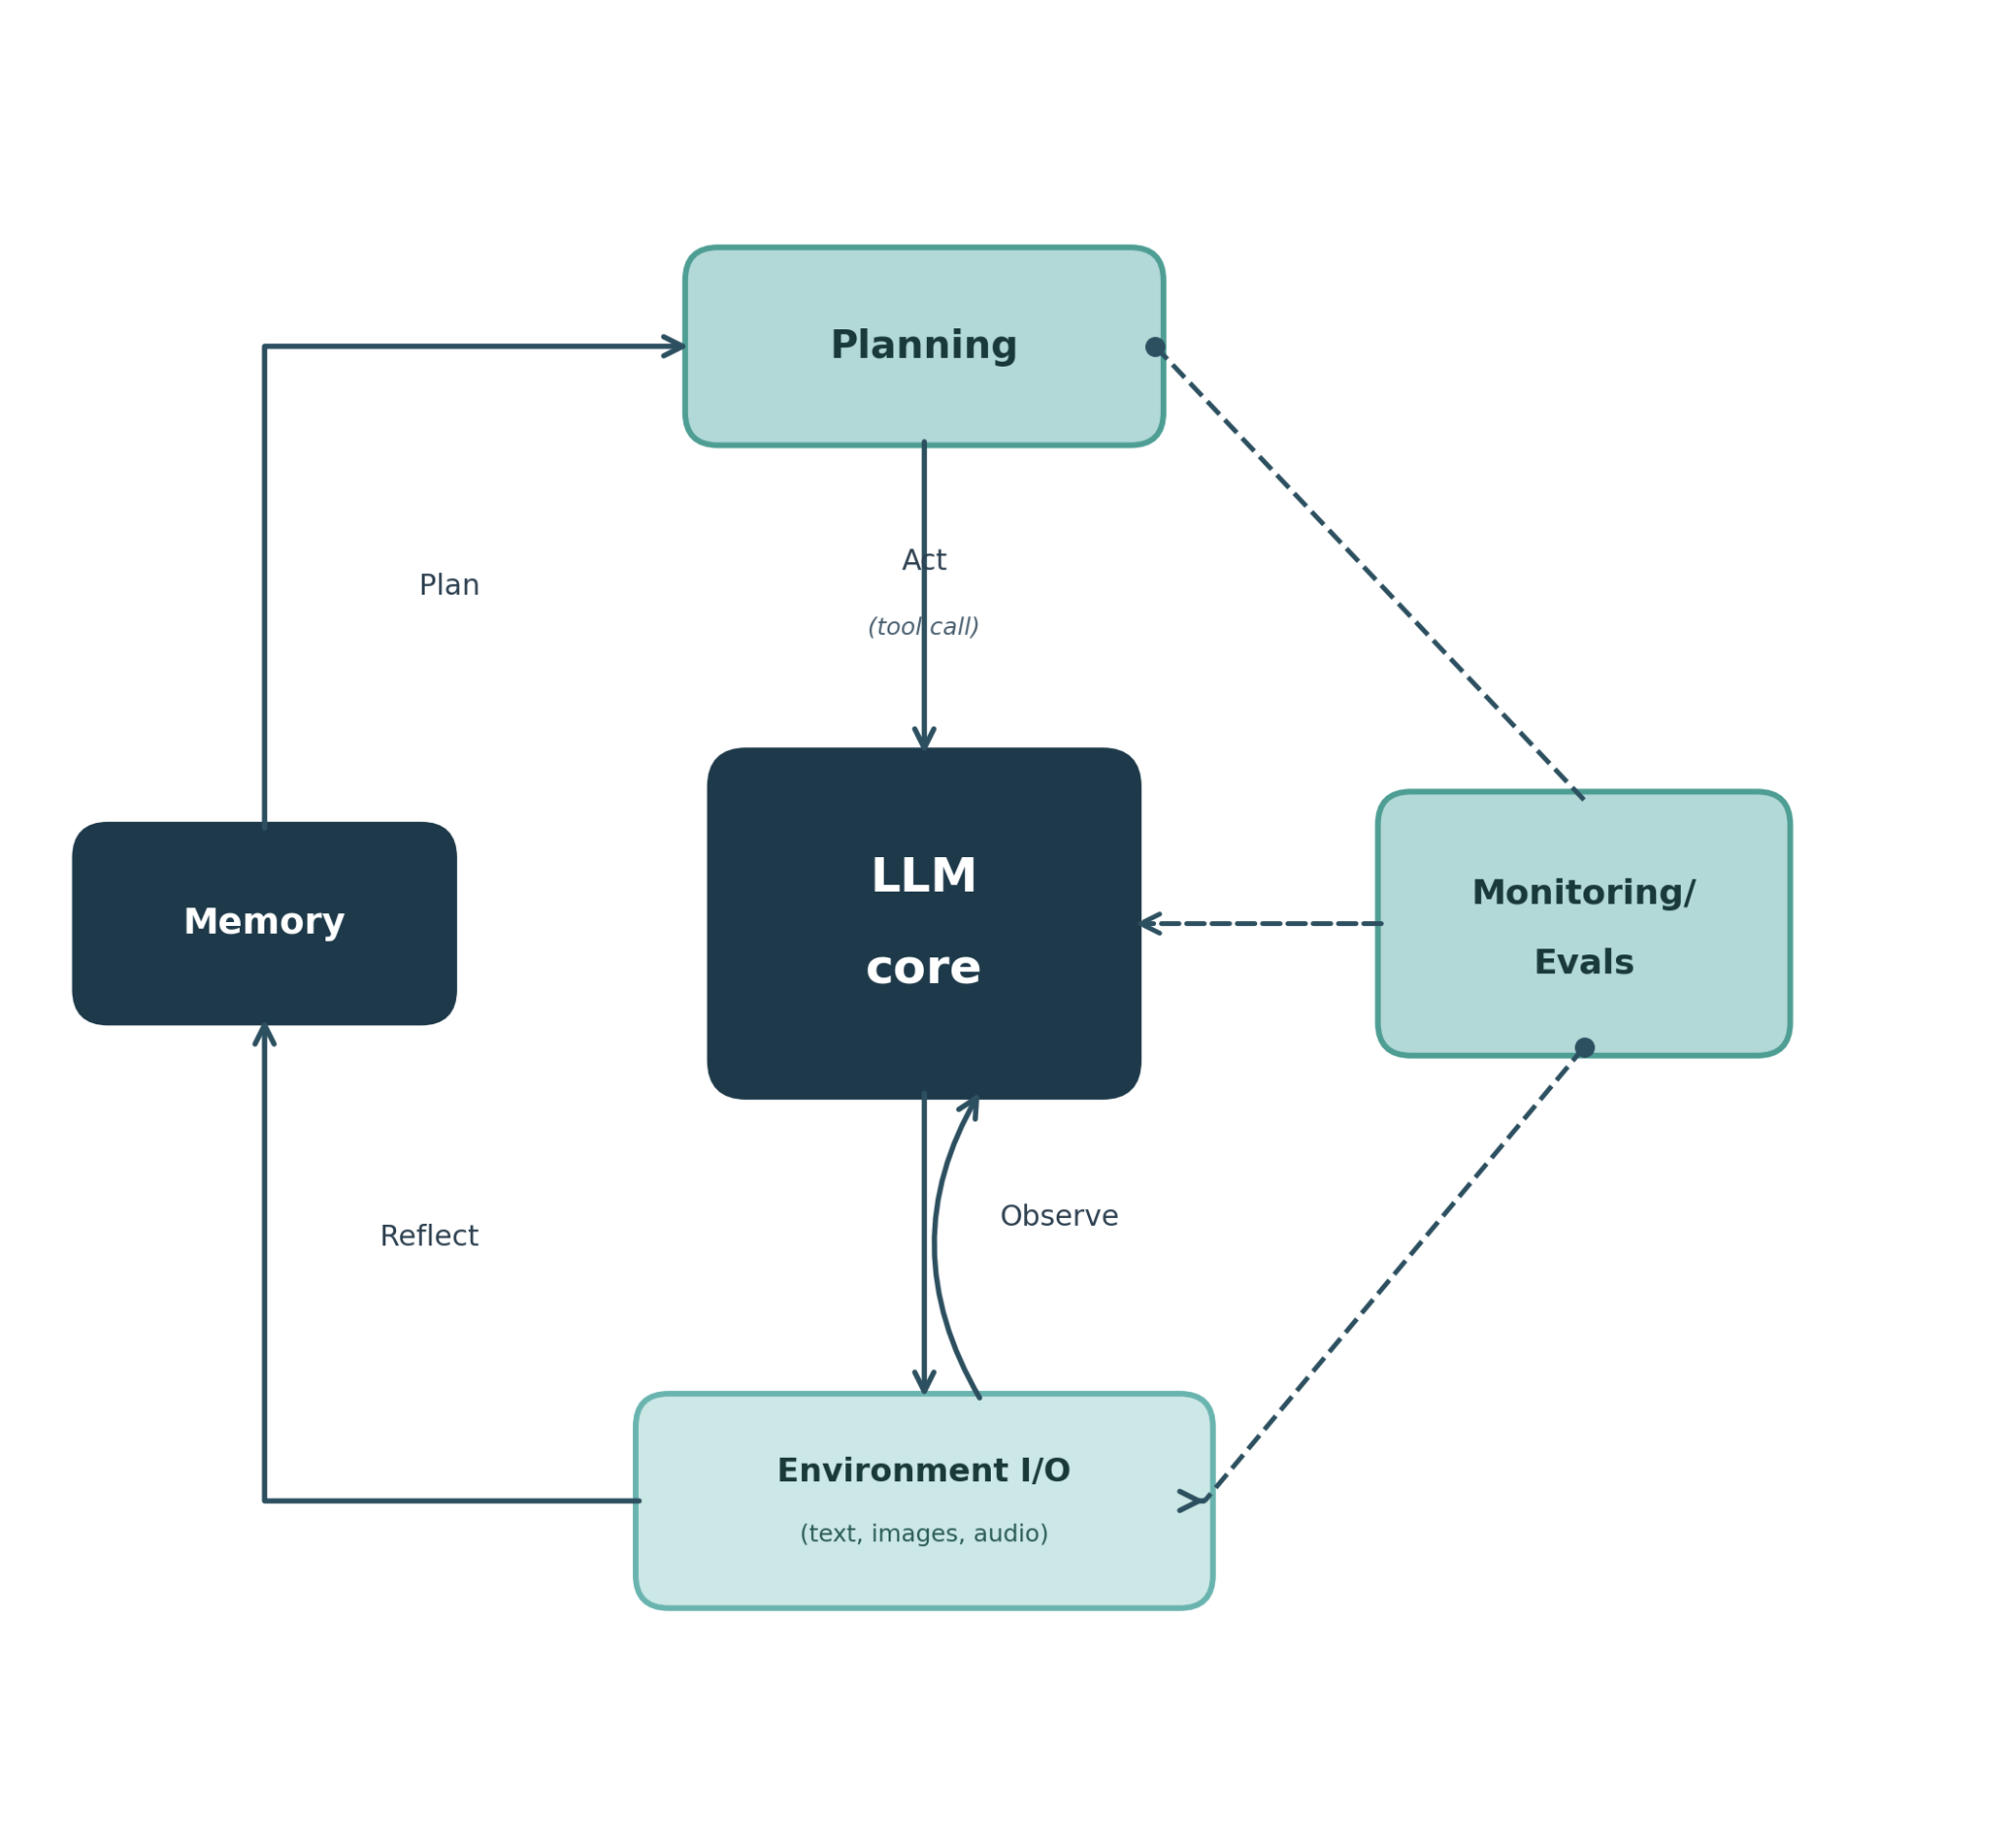 Planning
Act
Plan
(tool call)
LLM
core
Memory
Monitoring/
Evals
Observe
Reflect
Environment I/O
(text, images, audio)